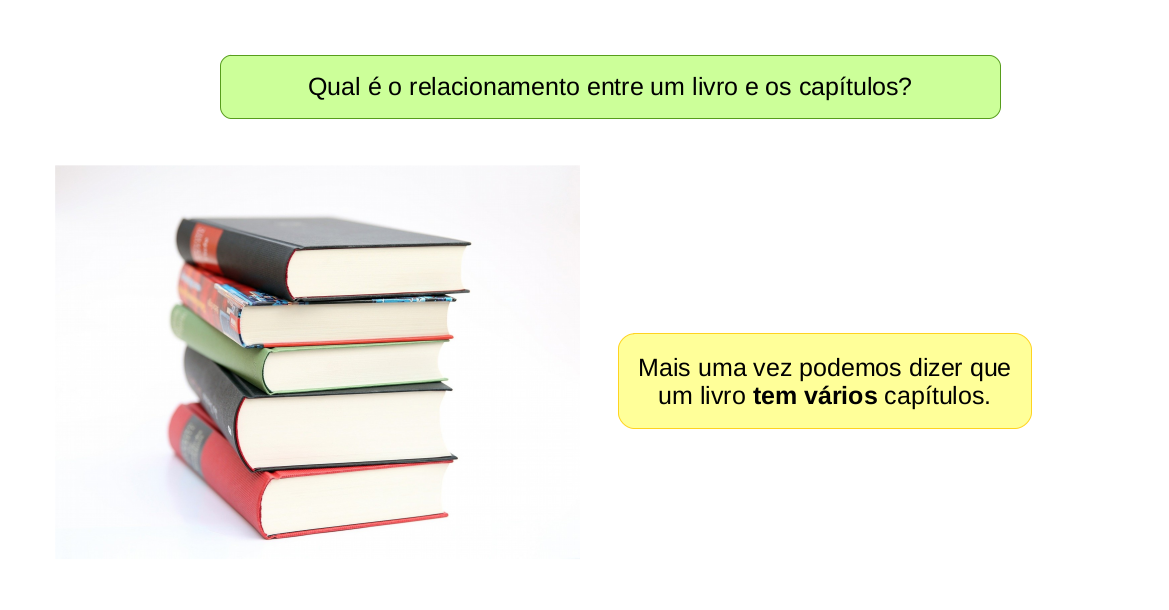 Qual é o relacionamento entre um livro e os capítulos?
Mais uma vez podemos dizer que
um livro tem vários capítulos.